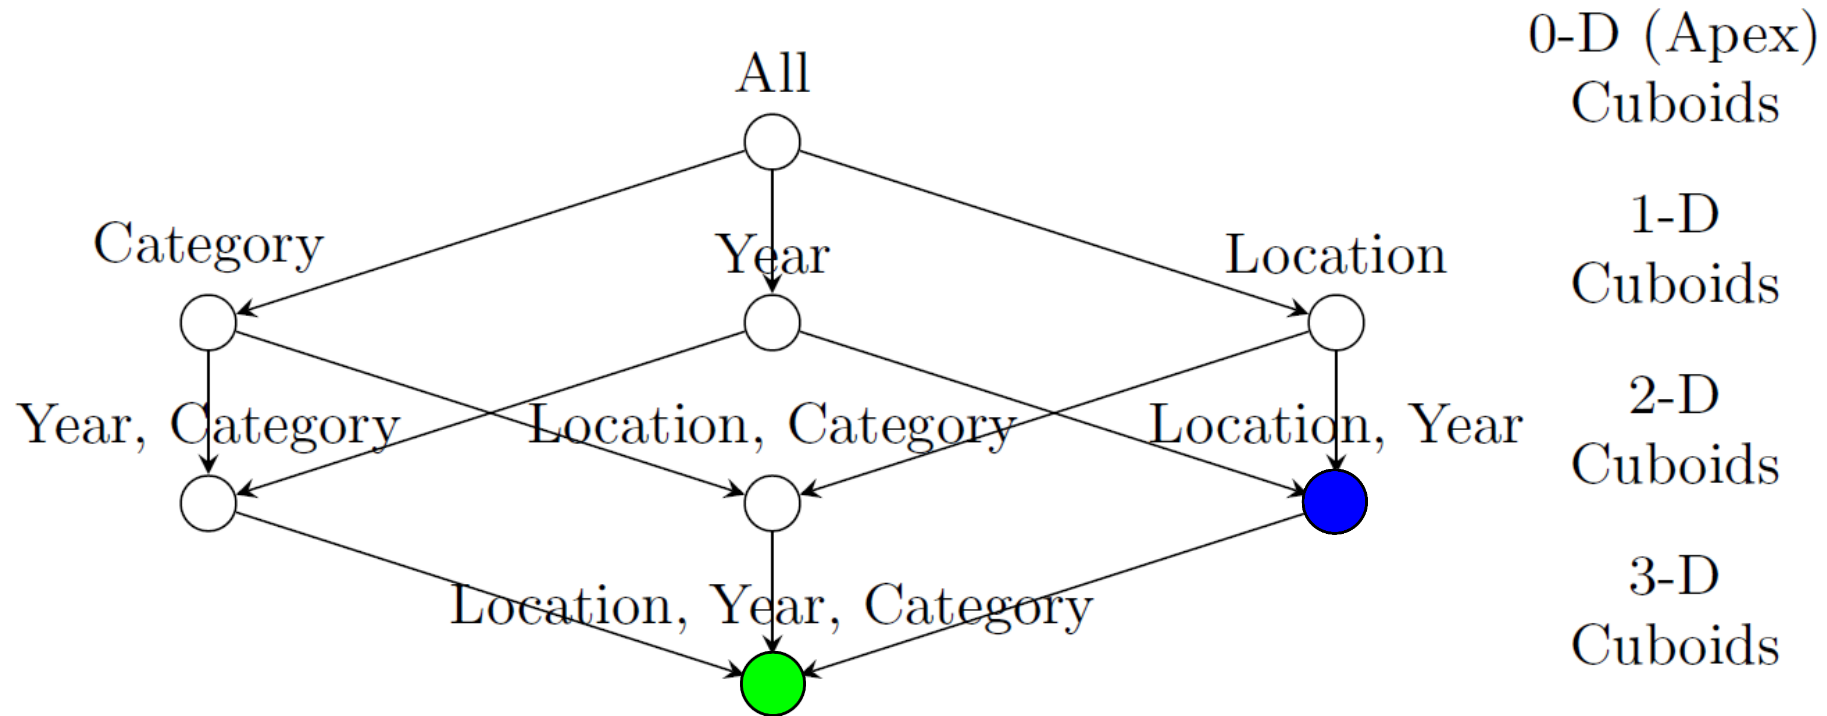 0-D (Apex)
Cuboids
All
1-D
Cuboids
Category
Year
Location
2-D
Cuboids
Year, Category
Location, Category
Location, Year
3-D
Cuboids
Location, Year, Category